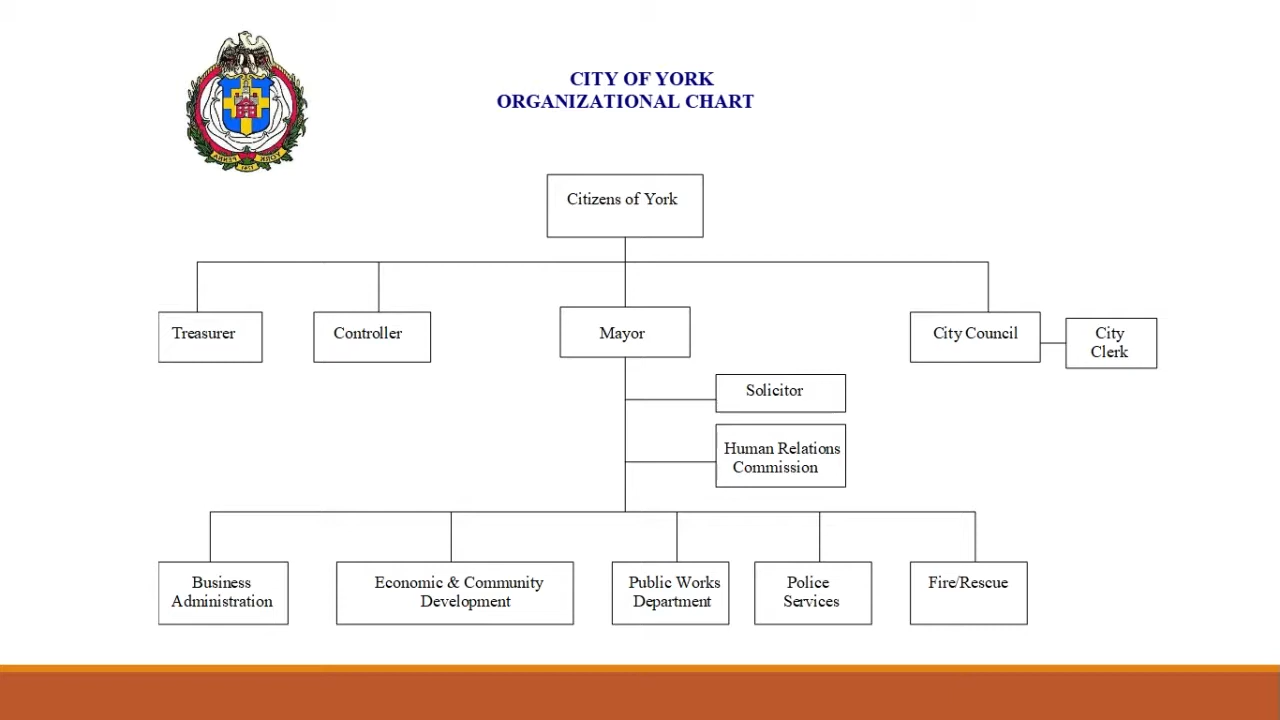 CITY OF YORK
ORGANIZATIONAL CHART
Citizens of York
Treasurer
Controller
Mayor
City Council
City
Clerk
Solicitor
Human Relations
Commission
Business
Administration
Economic & Community
Development
Public Works
Department
Police
Services
Fire/Rescue